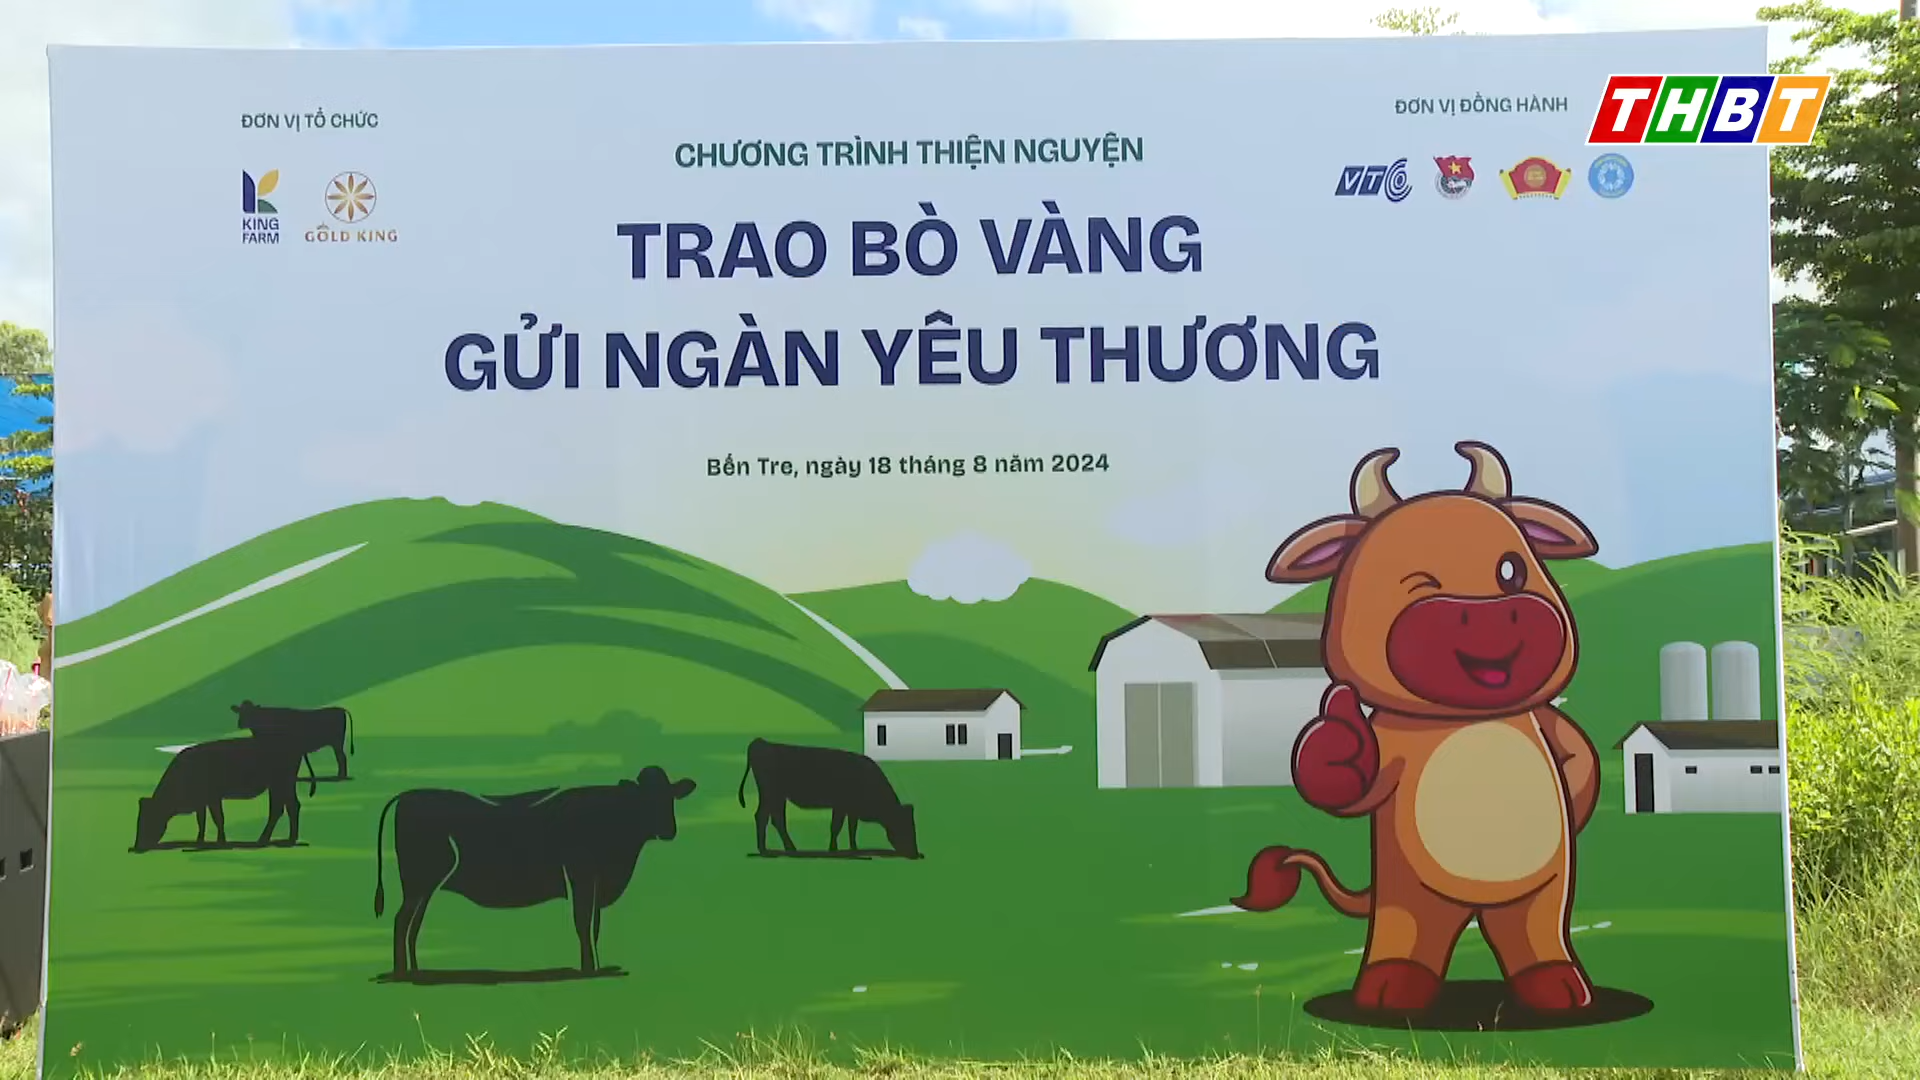 ĐƠN VỊ TỔ CHỨC
KING FARM
GOLD KING
CHƯƠNG TRÌNH THIỆN NGUYỆN
TRAO BÒ VÀNG
GỬI NGÀN YÊU THƯƠNG
Bến Tre, ngày 18 tháng 8 năm 2024
ĐƠN VỊ ĐỒNG HÀNH
VTC
THBT